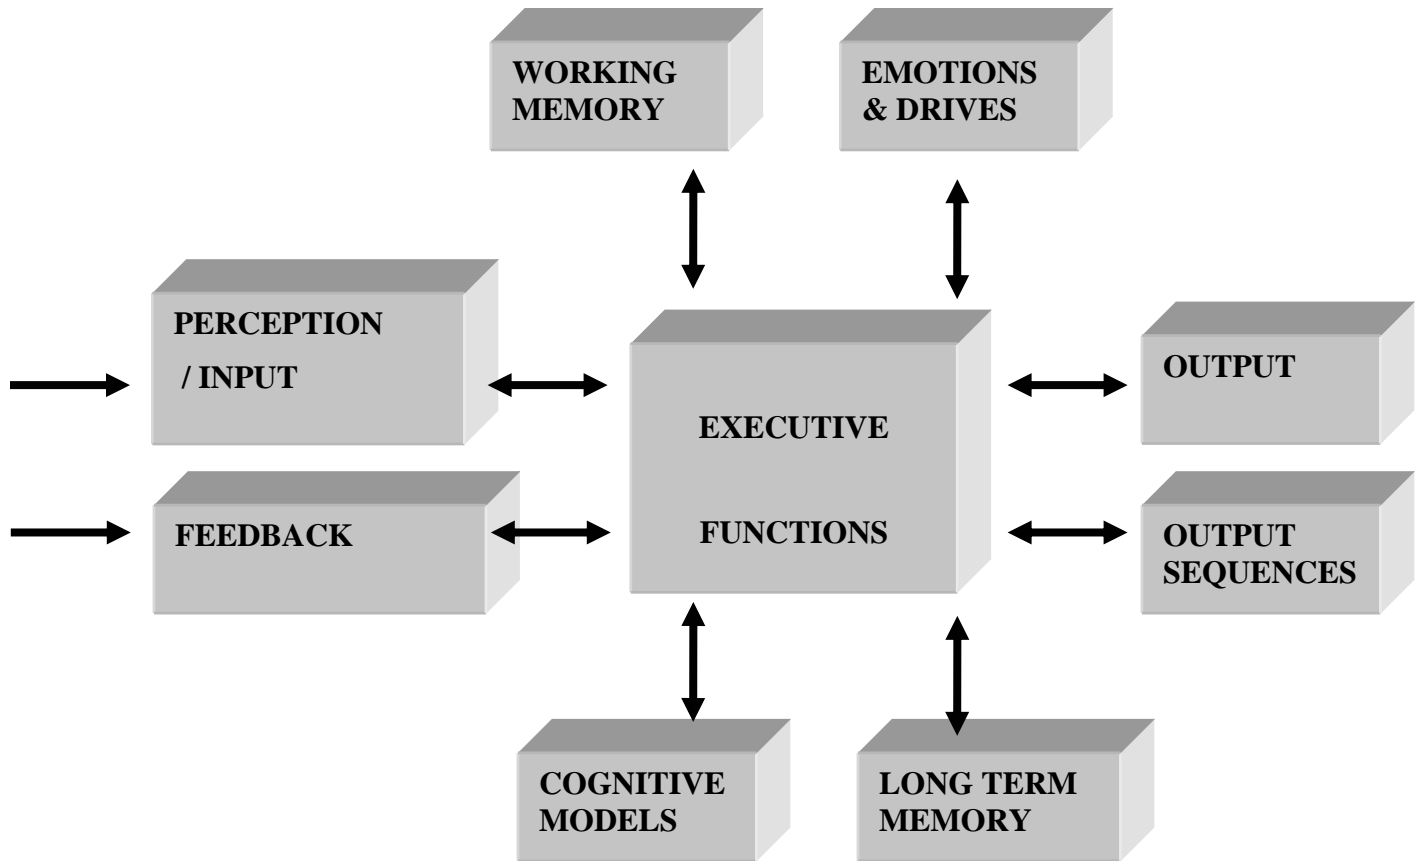 WORKING
MEMORY
EMOTIONS
& DRIVES
PERCEPTION
/ INPUT
FEEDBACK
EXECUTIVE
FUNCTIONS
OUTPUT
OUTPUT
SEQUENCES
COGNITIVE
MODELS
LONG TERM
MEMORY